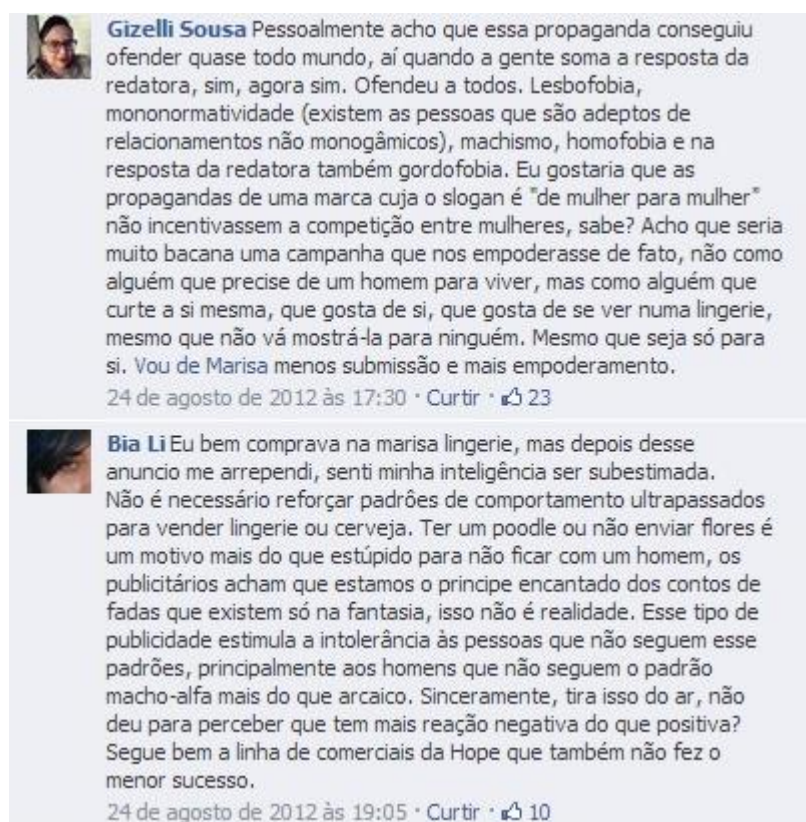 Gizelli Sousa Pessoalmente acho que essa propaganda conseguiu
ofender quase todo mundo, aí quando a gente soma a resposta da
redatora, sim, agora sim. Ofendeu a todos. Lesbofobia,
mononormatividade (existem as pessoas que são adeptos de
relacionamentos não monogâmicos), machismo, homofobia e na
resposta da redatora também gordofobia. Eu gostaria que as
propagandas de uma marca cuja o slogan é "de mulher para mulher"
não incentivassem a competição entre mulheres, sabe? Acho que seria
muito bacana uma campanha que nos empoderasse de fato, não como
alguém que precise de um homem para viver, mas como alguém que
curte a si mesma, que gosta de si, que gosta de se ver numa lingerie,
mesmo que não vá mostrá-la para ninguém. Mesmo que seja só para
si. Vou de Marisa menos submissão e mais empoderamento.
24 de agosto de 2012 às 17:30 · Curtir · 23
Bia Li Eu bem comprava na marisa lingerie, mas depois desse
anuncio me arrependi, senti minha inteligência ser subestimada.
Não é necessário reforçar padrões de comportamento ultrapassados
para vender lingerie ou cerveja. Ter um poodle ou não enviar flores é
um motivo mais do que estúpido para não ficar com um homem, os
publicitários acham que estamos o principe encantado dos contos de
fadas que existem só na fantasia, isso não é realidade. Esse tipo de
publicidade estimula a intolerância às pessoas que não seguem esse
padrões, principalmente aos homens que não seguem o padrão
macho-alfa mais do que arcaico. Sinceramente, tira isso do ar, não
deu para perceber que tem mais reação negativa do que positiva?
Segue bem a linha de comerciais da Hope que também não fez o
menor sucesso.
24 de agosto de 2012 às 19:05 · Curtir · 10